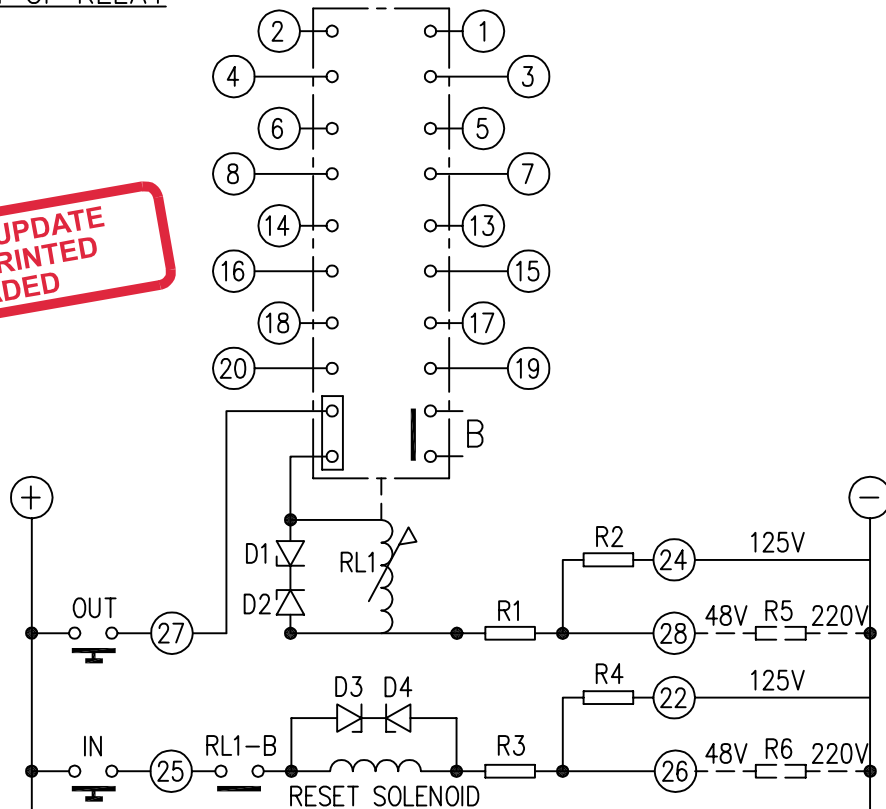 OF RELAY
2 1
4 3
6 5
8 7
14 13
16 15
18 17
20 19
B
UPDATE
+ −
D1 RL1 R2 24 125V
D2
OUT 27 R1 28 48V R5 220V
D3 D4 R4 22 125V
IN 25 RL1-B R3 26 48V R6 220V
RESET SOLENOID